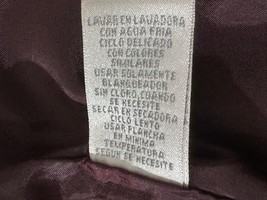 LAVAR EN LAVADORA
CON AGUA FRIA
CICLO DELICADO
CON COLORES
SIMILARES
USAR SOLAMENTE
BLANQUEADOR
SIN CLORO, CUANDO
SE NECESITE
SECAR EN SECADORA
CICLO LENTO
USAR PLANCHA
EN MINIMA
TEMPERATURA
SEGUN SE NECESITE